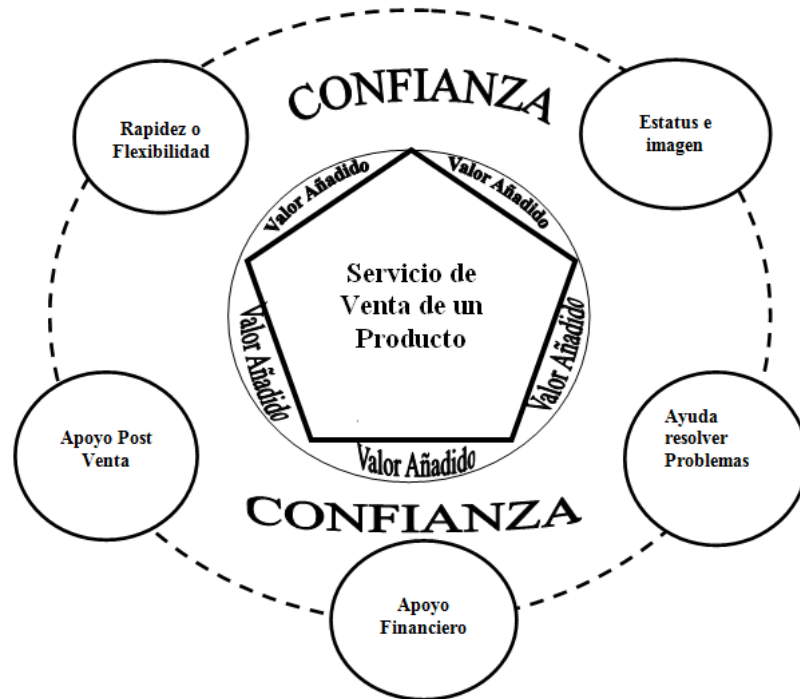 CONFIANZA
Rapidez o
Flexibilidad
Estatus e
imagen
Valor Añadido
Valor Añadido
Servicio de
Venta de un
Producto
Valor Añadido
Valor Añadido
Apoyo Post
Venta
Ayuda
resolver
Problemas
Valor Añadido
CONFIANZA
Apoyo
Financiero